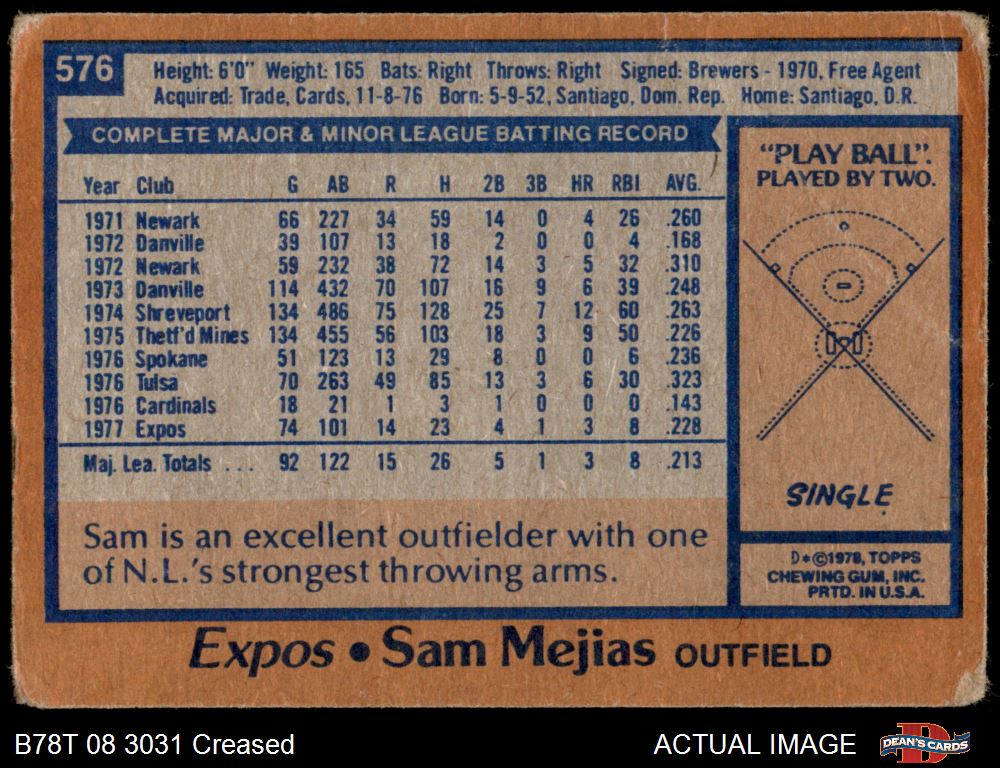 576
Height: 6'0" Weight: 165 Bats: Right Throws: Right Signed: Brewers - 1970, Free Agent
Acquired: Trade, Cards, 11-8-76 Born: 5-9-52, Santiago, Dom. Rep. Home: Santiago, D.R.
COMPLETE MAJOR & MINOR LEAGUE BATTING RECORD
Year Club G AB R H 2B 3B HR RBI AVG.
1971 Newark 66 227 34 59 14 0 4 26 .260
1972 Danville 39 107 13 18 2 0 0 4 .168
1972 Newark 59 232 38 72 14 3 5 32 .310
1973 Danville 114 432 70 107 16 9 6 39 .248
1974 Shreveport 134 486 75 128 25 7 12 60 .263
1975 Thetf'd Mines 134 455 56 103 18 3 9 50 .226
1976 Spokane 51 123 13 29 8 0 0 6 .236
1976 Tulsa 70 263 49 85 13 3 6 30 .323
1976 Cardinals 18 21 1 3 1 0 0 0 .143
1977 Expos 74 101 14 23 4 1 3 8 .228
Maj. Lea. Totals ... 92 122 15 26 5 1 3 8 .213
Sam is an excellent outfielder with one
of N.L.'s strongest throwing arms.
"PLAY BALL".
PLAYED BY TWO.
SINGLE
D*©1978, TOPPS
CHEWING GUM, INC.
PRTD. IN U.S.A.
Expos • Sam Mejias OUTFIELD
B78T 08 3031 Creased
ACTUAL IMAGE
DEAN'S CARDS